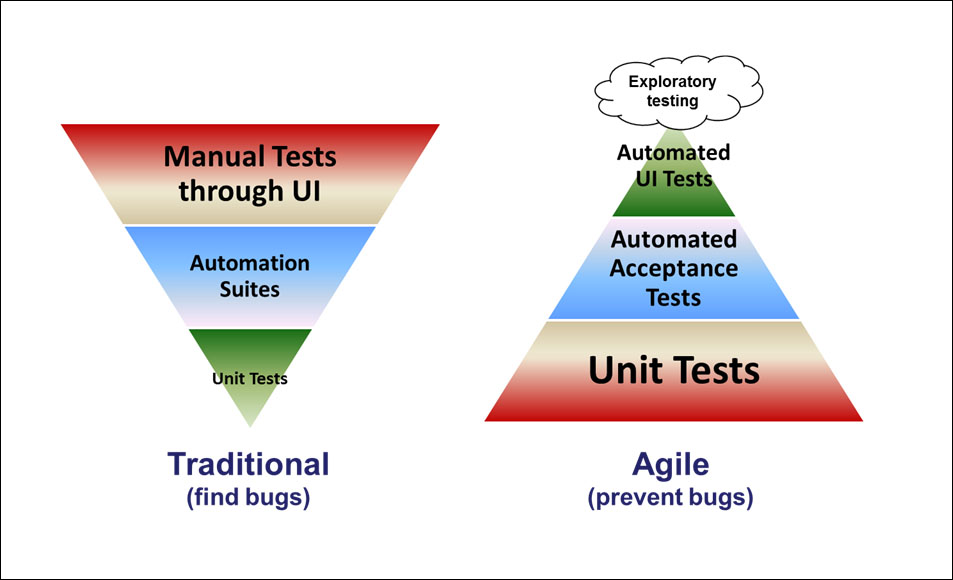 Manual Tests
through UI
Automation
Suites
Unit Tests
Traditional
(find bugs)
Exploratory
testing
Automated
UI Tests
Automated
Acceptance
Tests
Unit Tests
Agile
(prevent bugs)